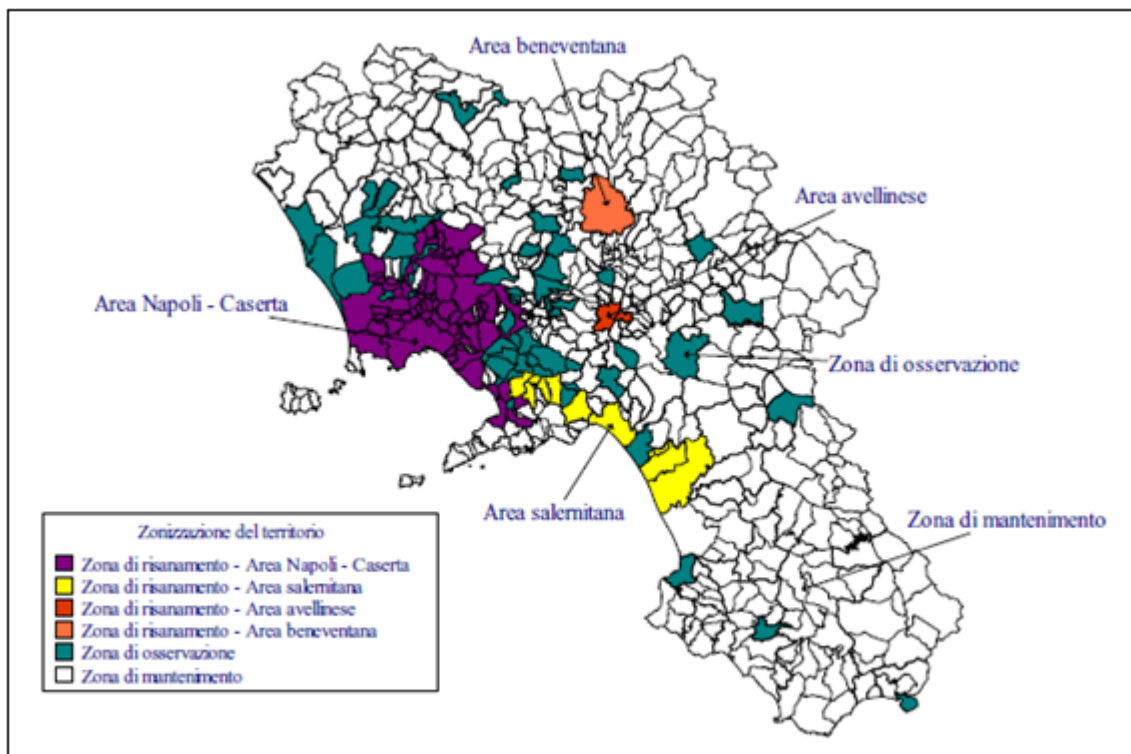 Area beneventana
Area avellinese
Area Napoli - Caserta
Zona di osservazione
Area salernitana
Zona di mantenimento
Zonizzazione del territorio
Zona di risanamento - Area Napoli - Caserta
Zona di risanamento - Area salernitana
Zona di risanamento - Area avellinese
Zona di risanamento - Area beneventana
Zona di osservazione
Zona di mantenimento